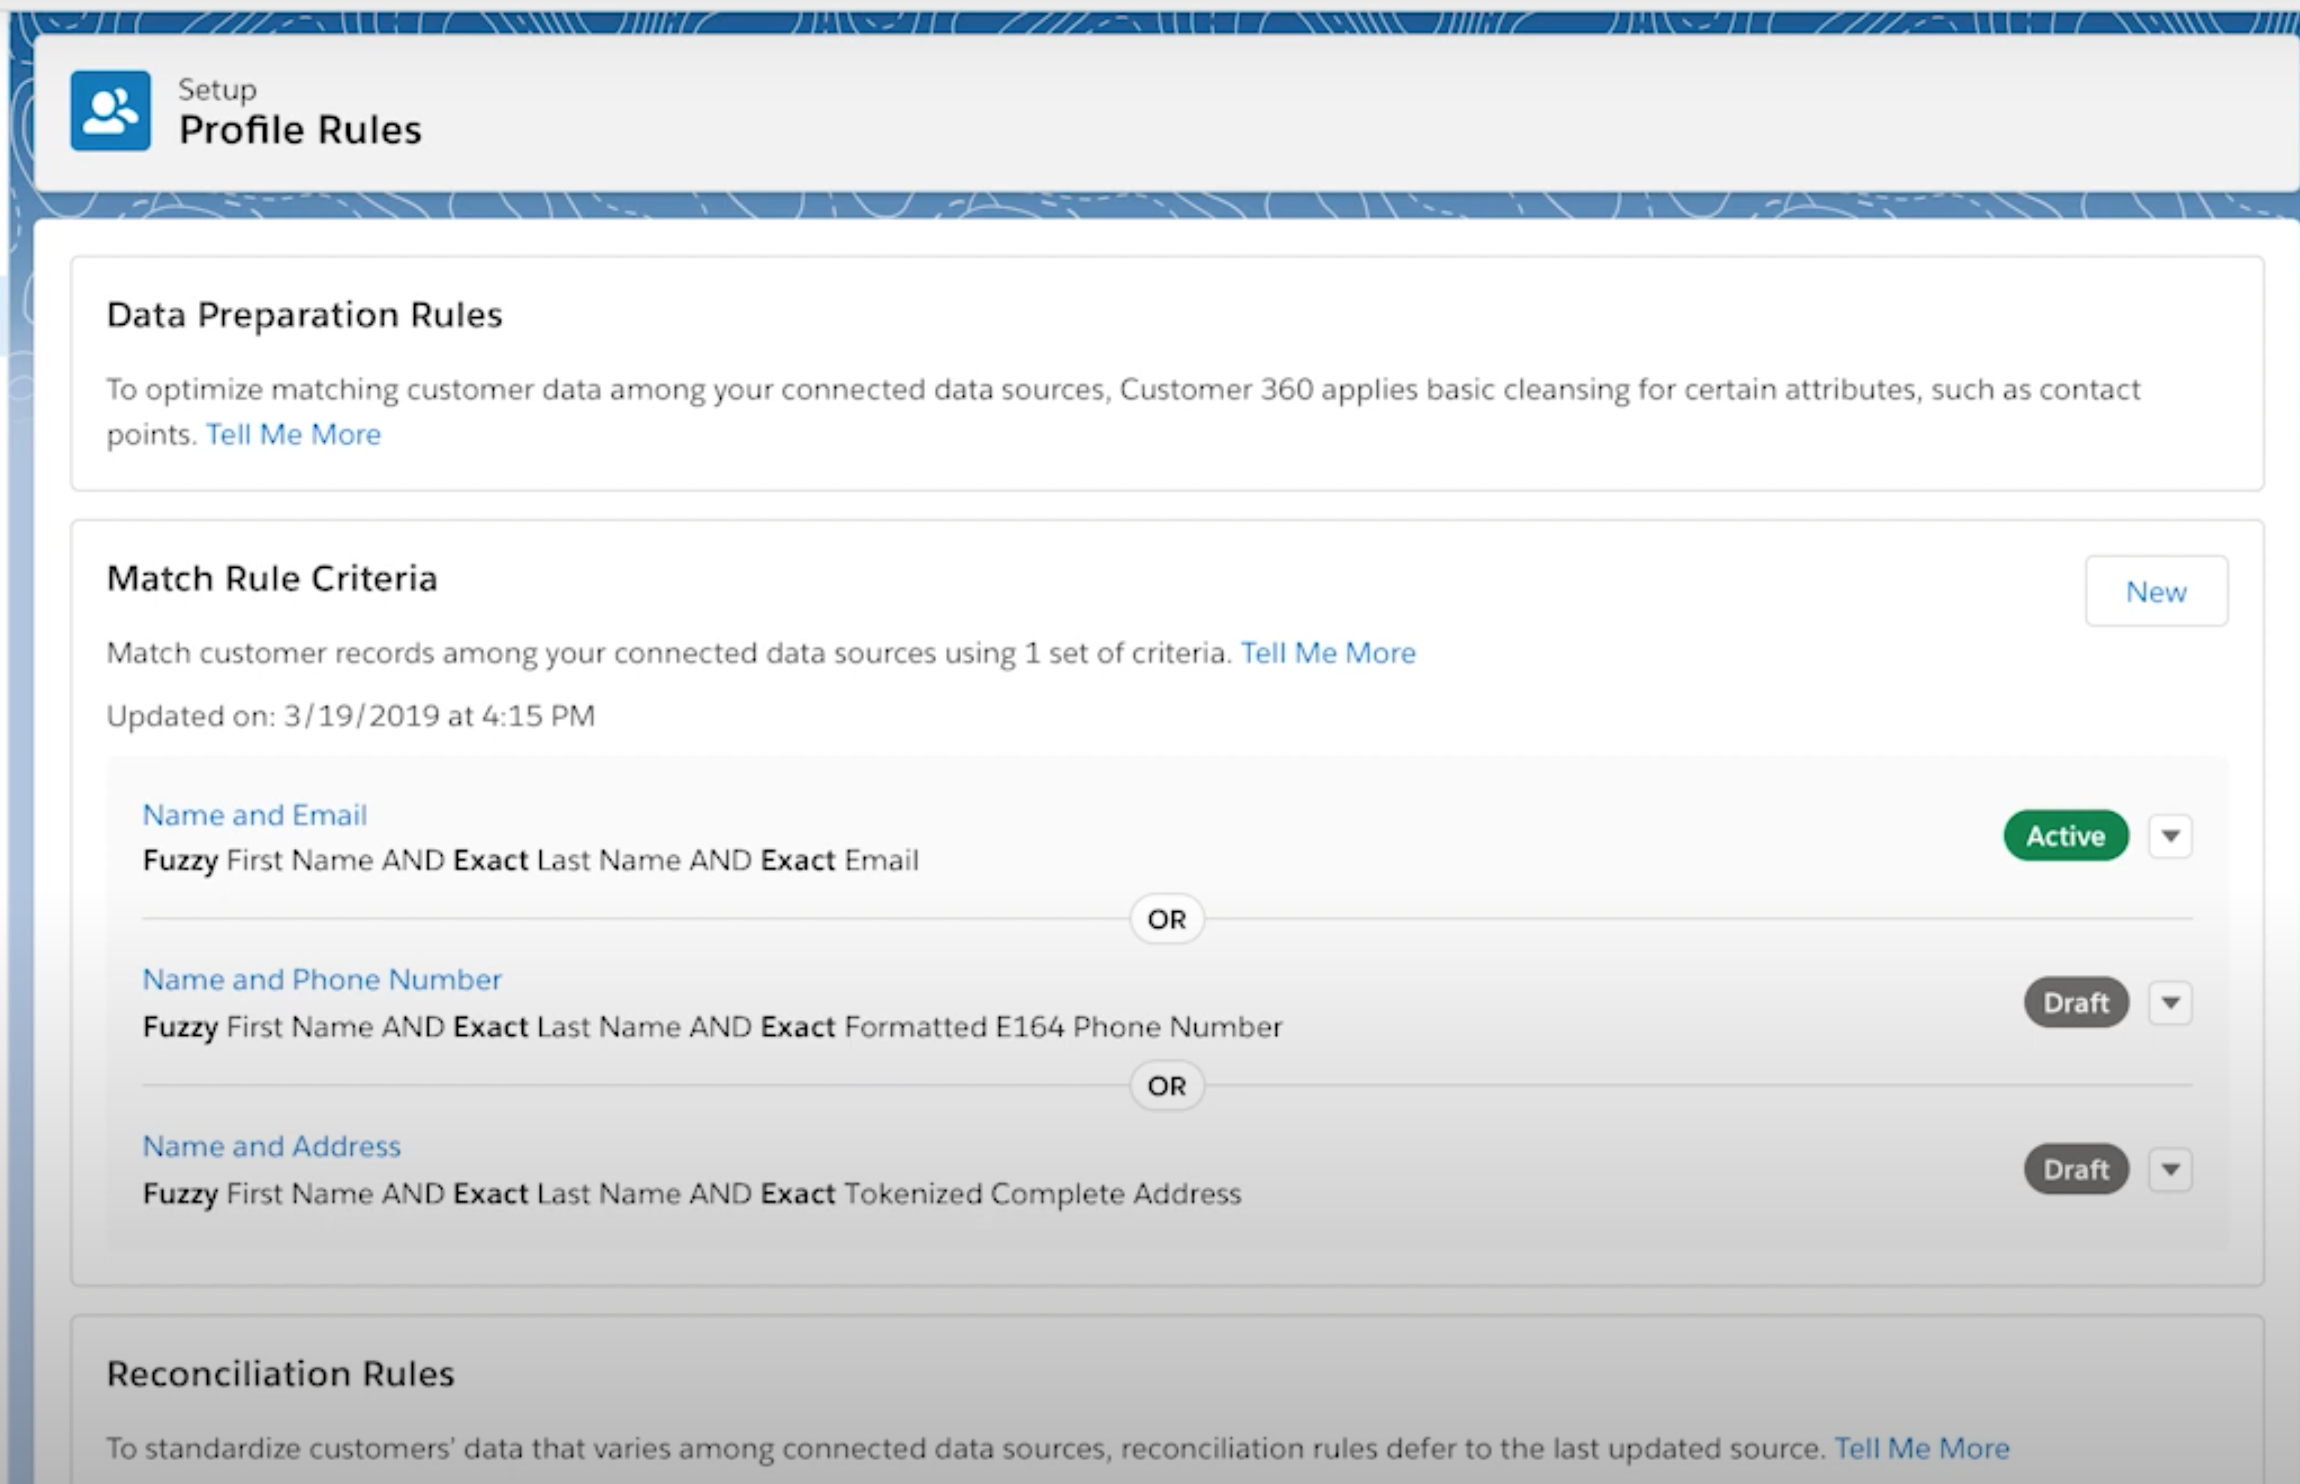 Setup
Profile Rules
Data Preparation Rules
To optimize matching customer data among your connected data sources, Customer 360 applies basic cleansing for certain attributes, such as contact
points. Tell Me More
Match Rule Criteria
New
Match customer records among your connected data sources using 1 set of criteria. Tell Me More
Updated on: 3/19/2019 at 4:15 PM
Name and Email
Active
Fuzzy First Name AND Exact Last Name AND Exact Email
OR
Name and Phone Number
Draft
Fuzzy First Name AND Exact Last Name AND Exact Formatted E164 Phone Number
OR
Name and Address
Draft
Fuzzy First Name AND Exact Last Name AND Exact Tokenized Complete Address
Reconciliation Rules
To standardize customers' data that varies among connected data sources, reconciliation rules defer to the last updated source. Tell Me More